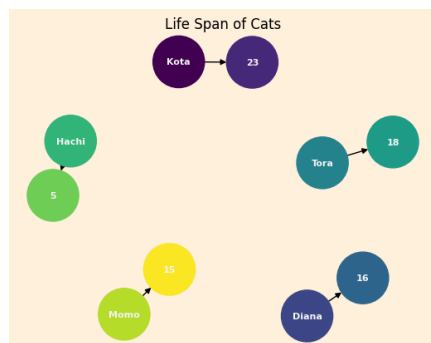 Life Span of Cats
Kota
23
Hachi
5
Tora
18
Momo
15
Diana
16